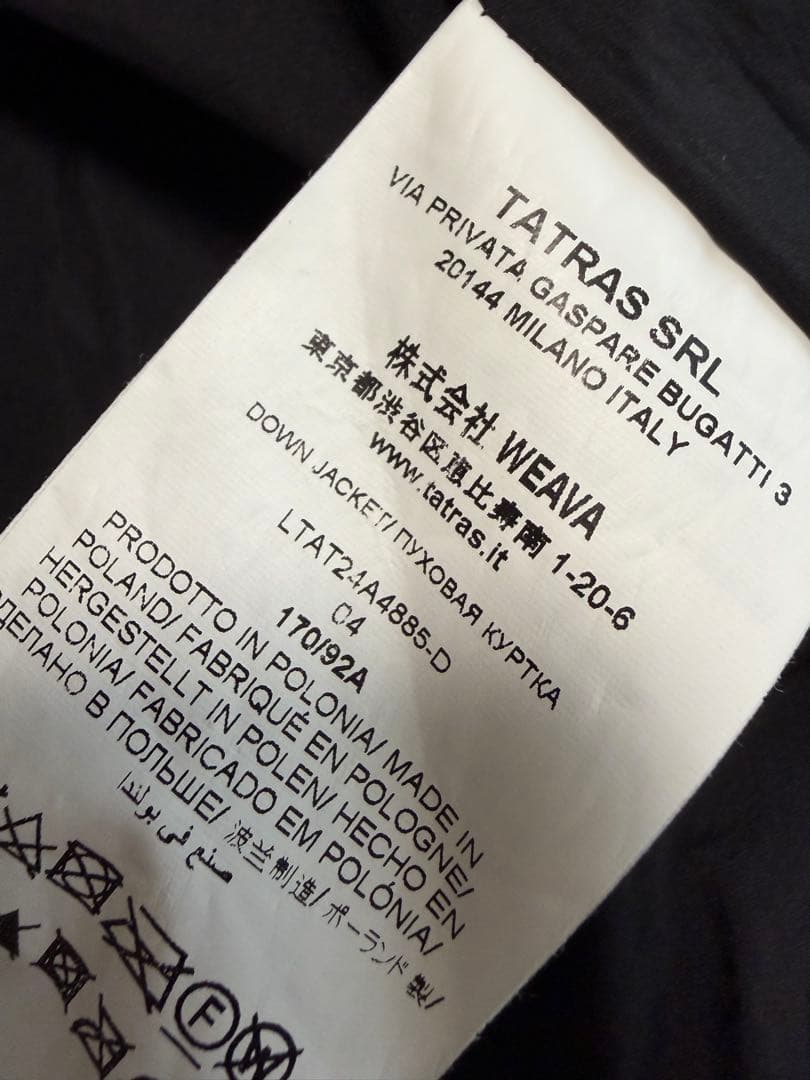 TATRAS SRL
VIA PRIVATA GASPARE BUGATTI 3
20144 MILANO ITALY
株式会社 WEAVA
東京都渋谷区恵比寿南 1-20-6
www.tatras.it
DOWN JACKET/ ПУХОВАЯ КУРТКА
LTAT24A4885-D
04
170/92A
PRODOTTO IN POLONIA/ MADE IN
POLAND/ FABRIQUÉ EN POLOGNE/
HERGESTELLT IN POLEN/ HECHO EN
POLONIA/ FABRICADO EM POLÓNIA/
СДЕЛАНО В ПОЛЬШЕ/ 波兰制造/ ポーランド 製/
صنع في بولندا
F
W